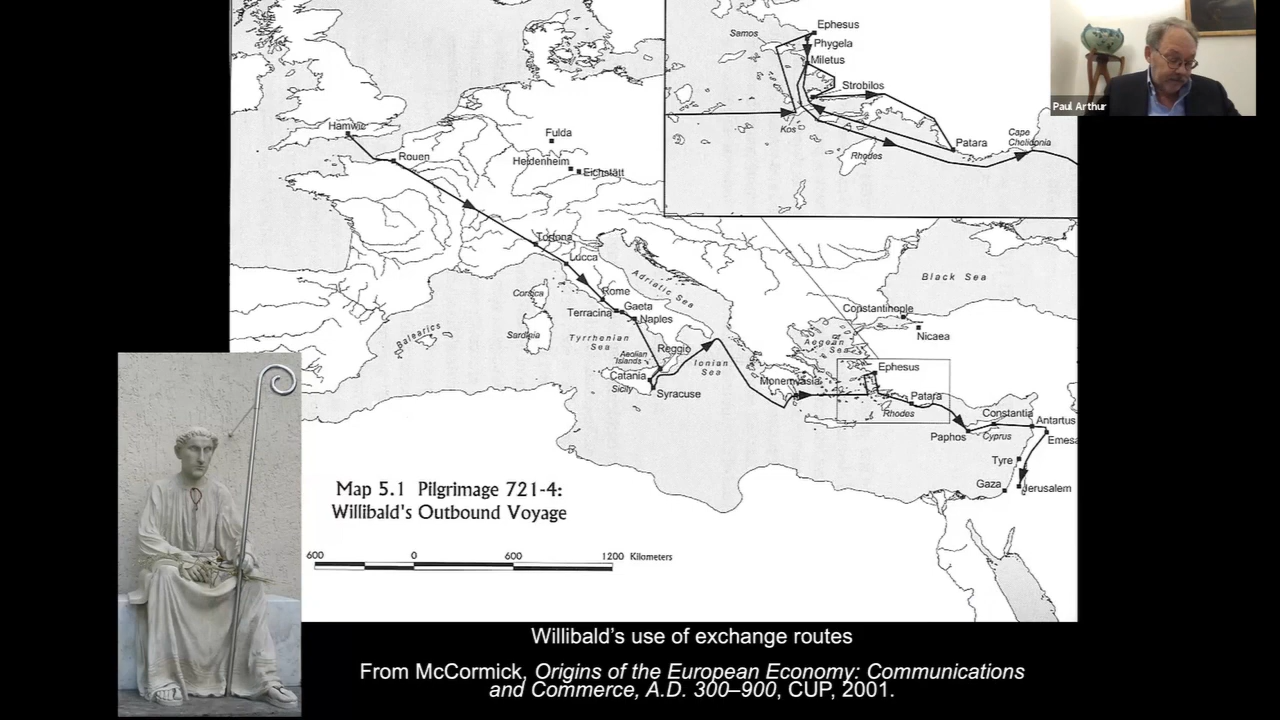 Ephesus
Samos
Phygela
Miletus
Strobilos
Kos
Patara
Cape
Chelidonia
Rhodes
Paul Arthur
Hamwic
Rouen
Fulda
Heidenheim
Eichstätt
Tortona
Lucca
Corsica
Rome
Adriatic Sea
Terracina
Gaeta
Naples
Sardinia
Balearics
Tyrrhenian
Sea
Aeolian
Islands
Reggio
Ionian
Sea
Catania
Sicily
Syracuse
Black Sea
Constantinople
Nicaea
Aegean
Sea
Monemvasia
Ephesus
Patara
Rhodes
Constantia
Antartus
Paphos
Cyprus
Emesa
Tyre
Gaza
Jerusalem
Map 5.1 Pilgrimage 721-4:
Willibald's Outbound Voyage
600 0 600 1200 Kilometers
Willibald’s use of exchange routes
From McCormick, Origins of the European Economy: Communications
and Commerce, A.D. 300–900, CUP, 2001.